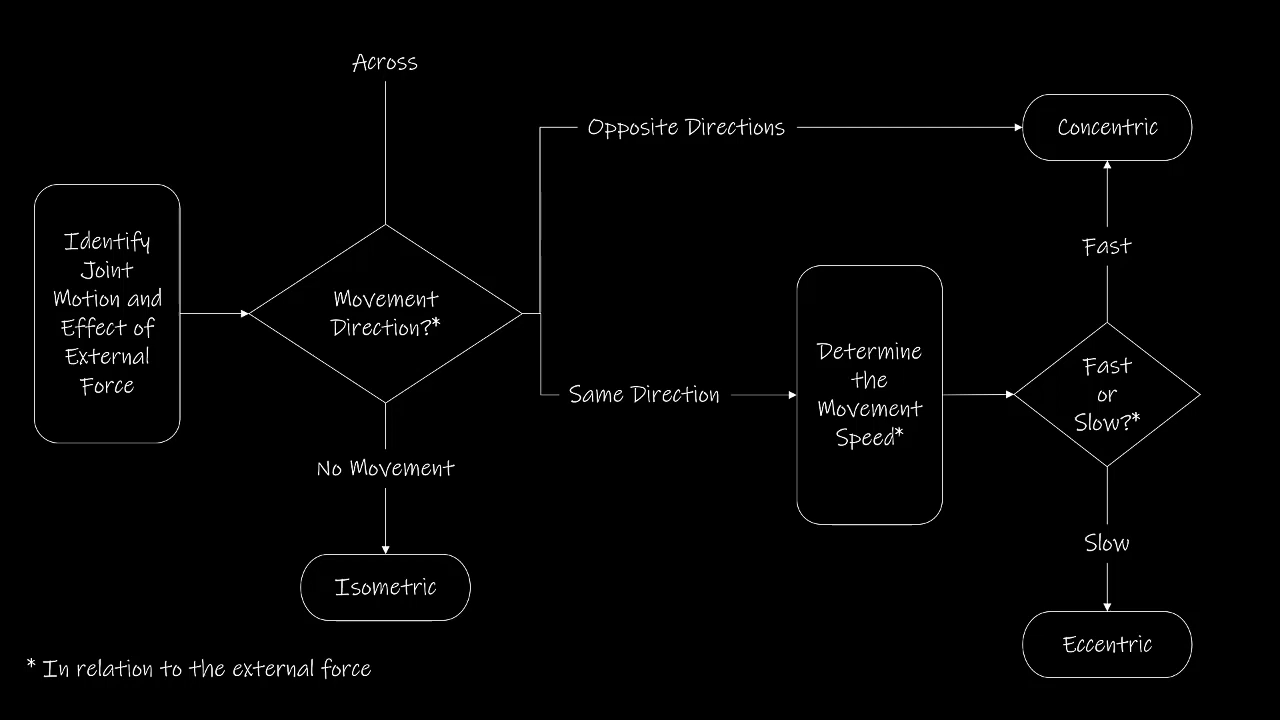 Across
Opposite Directions
Concentric
Identify
Joint
Motion and
Effect of
External
Force
Movement
Direction?*
Fast
Same Direction
Determine
the
Movement
Speed*
Fast
or
Slow?*
No Movement
Slow
Isometric
Eccentric
* In relation to the external force